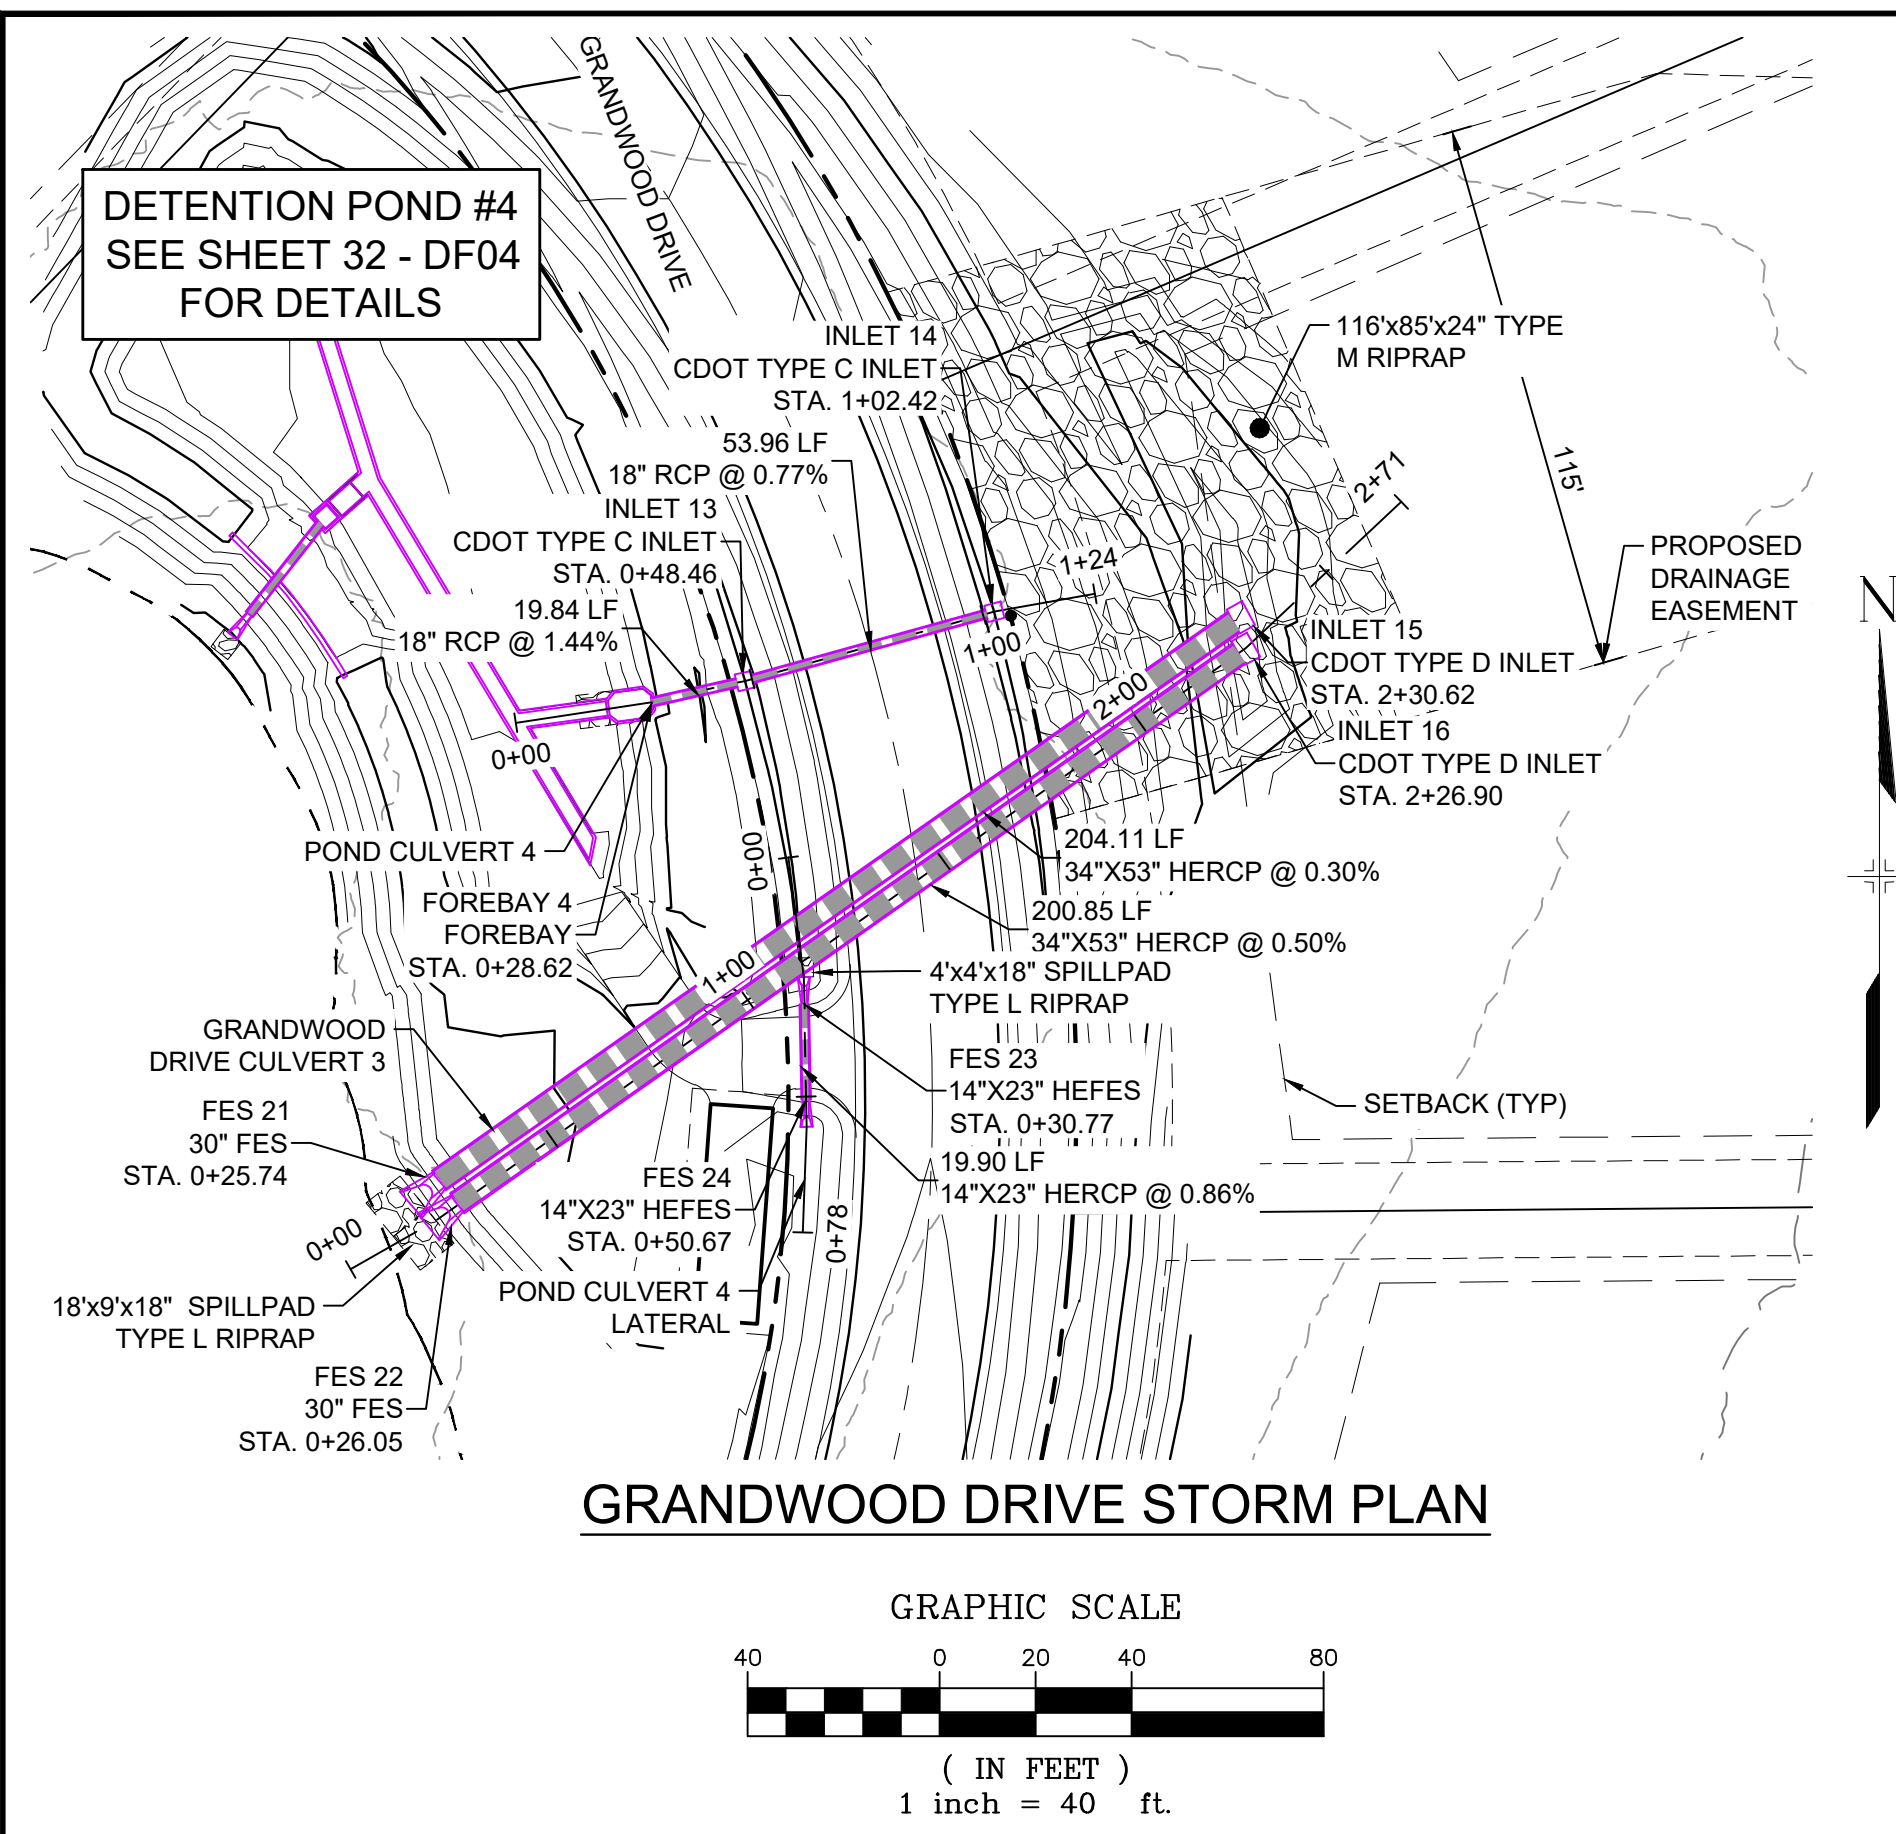 GRANDWOOD DRIVE
DETENTION POND #4
SEE SHEET 32 - DF04
FOR DETAILS
INLET 14
CDOT TYPE C INLET
STA. 1+02.42
53.96 LF
18" RCP @ 0.77%
INLET 13
CDOT TYPE C INLET
STA. 0+48.46
19.84 LF
18" RCP @ 1.44%
116'x85'x24" TYPE
M RIPRAP
115'
2+71
1+24
1+00
PROPOSED
DRAINAGE
EASEMENT
N
INLET 15
CDOT TYPE D INLET
STA. 2+30.62
INLET 16
CDOT TYPE D INLET
STA. 2+26.90
2+00
0+00
POND CULVERT 4
0+00
204.11 LF
34"X53" HERCP @ 0.30%
200.85 LF
34"X53" HERCP @ 0.50%
FOREBAY 4
FOREBAY
STA. 0+28.62
1+00
4'x4'x18" SPILLPAD
TYPE L RIPRAP
GRANDWOOD
DRIVE CULVERT 3
FES 23
14"X23" HEFES
STA. 0+30.77
SETBACK (TYP)
FES 21
30" FES
STA. 0+25.74
19.90 LF
14"X23" HERCP @ 0.86%
FES 24
14"X23" HEFES
STA. 0+50.67
0+78
0+00
POND CULVERT 4
LATERAL
18'x9'x18" SPILLPAD
TYPE L RIPRAP
FES 22
30" FES
STA. 0+26.05
GRANDWOOD DRIVE STORM PLAN
GRAPHIC SCALE
40 0 20 40 80
( IN FEET )
1 inch = 40 ft.